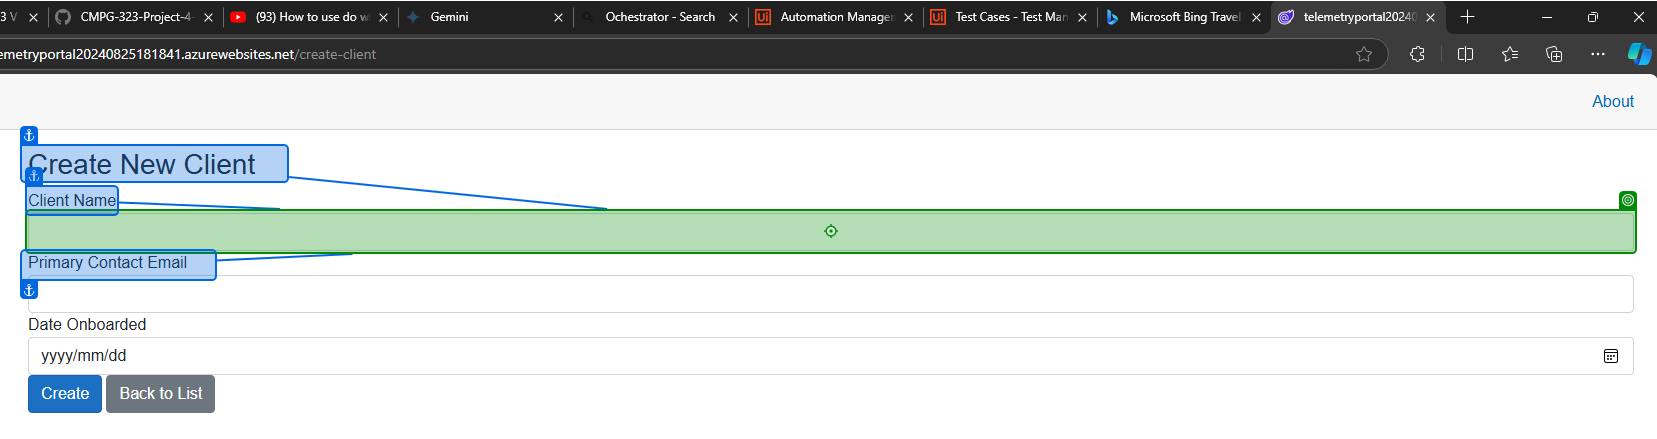 3 V CMPG-323-Project-4- (93) How to use do w Gemini Ochestrator - Search Automation Manager Test Cases - Test Man Microsoft Bing Travel telemetryportal20240
emetryportal20240825181841.azurewebsites.net/create-client
About
Create New Client
Client Name
Primary Contact Email
Date Onboarded
yyyy/mm/dd
Create Back to List